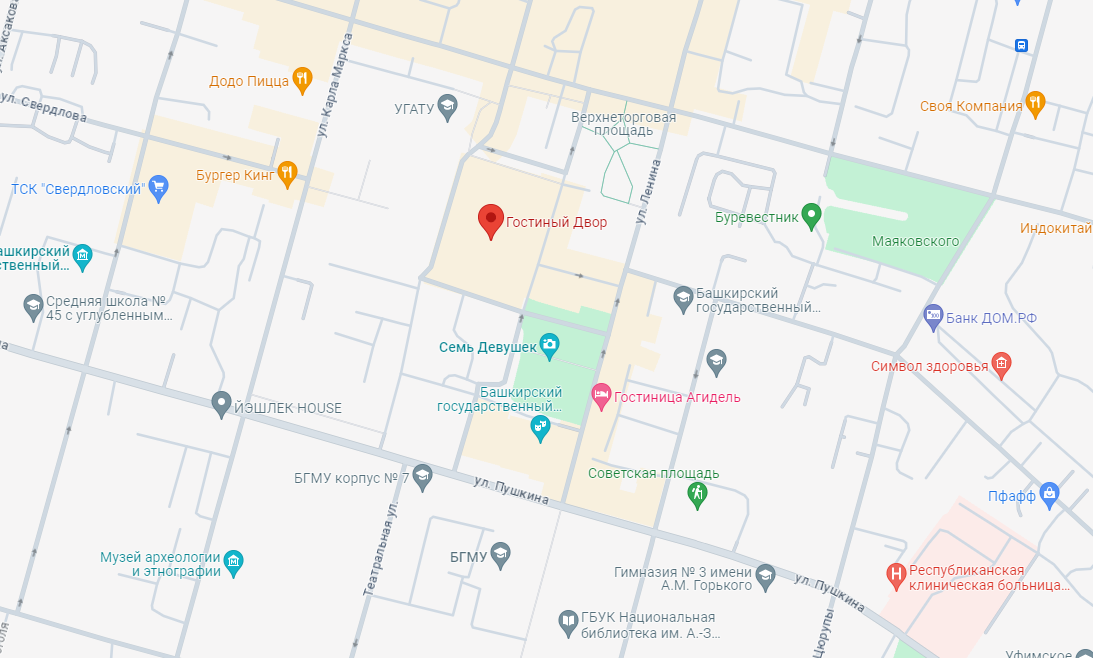 ул. Аксакова
ул. Карла Маркса
Додо Пицца
УГАТУ
ул. Свердлова
Верхнеторговая
площадь
Своя Компания
Бургер Кинг
ТСК "Свердловский"
ул. Ленина
Гостиный Двор
Буревестник
Маяковского
Индокитай
ашкирский
ственный...
Средняя школа №
45 с углубленным...
Башкирский
государственный...
Банк ДОМ.РФ
Семь Девушек
Символ здоровья
Башкирский
государственный...
Гостиница Агидель
ЙЭШЛЕК HOUSE
БГМУ корпус № 7
Советская площадь
ул. Пушкина
Пфафф
Театральная ул.
Музей археологии
и этнографии
БГМУ
Гимназия № 3 имени
А.М. Горького
ул. Пушкина
Республиканская
клиническая больница...
ГБУК Национальная
библиотека им. А.-З...
Цюрупы
Уфимское